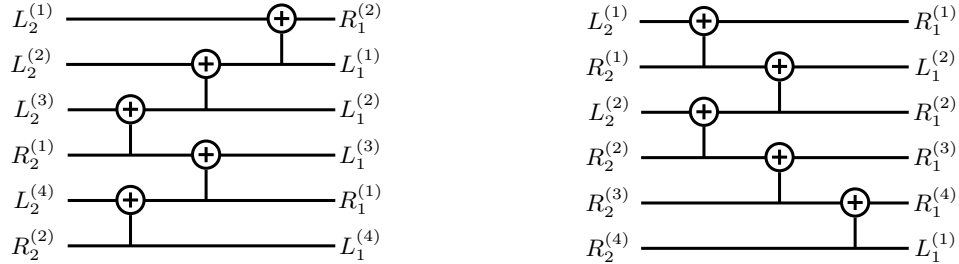 L_2^{(1)} R_1^{(2)} L_2^{(1)} R_1^{(1)}
L_2^{(2)} L_1^{(1)} R_2^{(1)} L_1^{(2)}
L_2^{(3)} L_1^{(2)} L_2^{(2)} R_1^{(2)}
R_2^{(1)} L_1^{(3)} R_2^{(2)} R_1^{(3)}
L_2^{(4)} R_1^{(1)} R_2^{(3)} R_1^{(4)}
R_2^{(2)} L_1^{(4)} R_2^{(4)} L_1^{(1)}